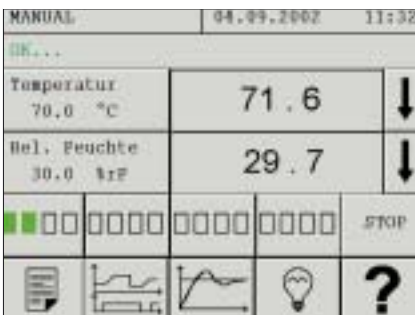 MANUAL 04.09.2002 11:32
OK...
Temperatur
70.0 °C
71.6
Rel. Feuchte
30.0 %rF
29.7
STOP
?